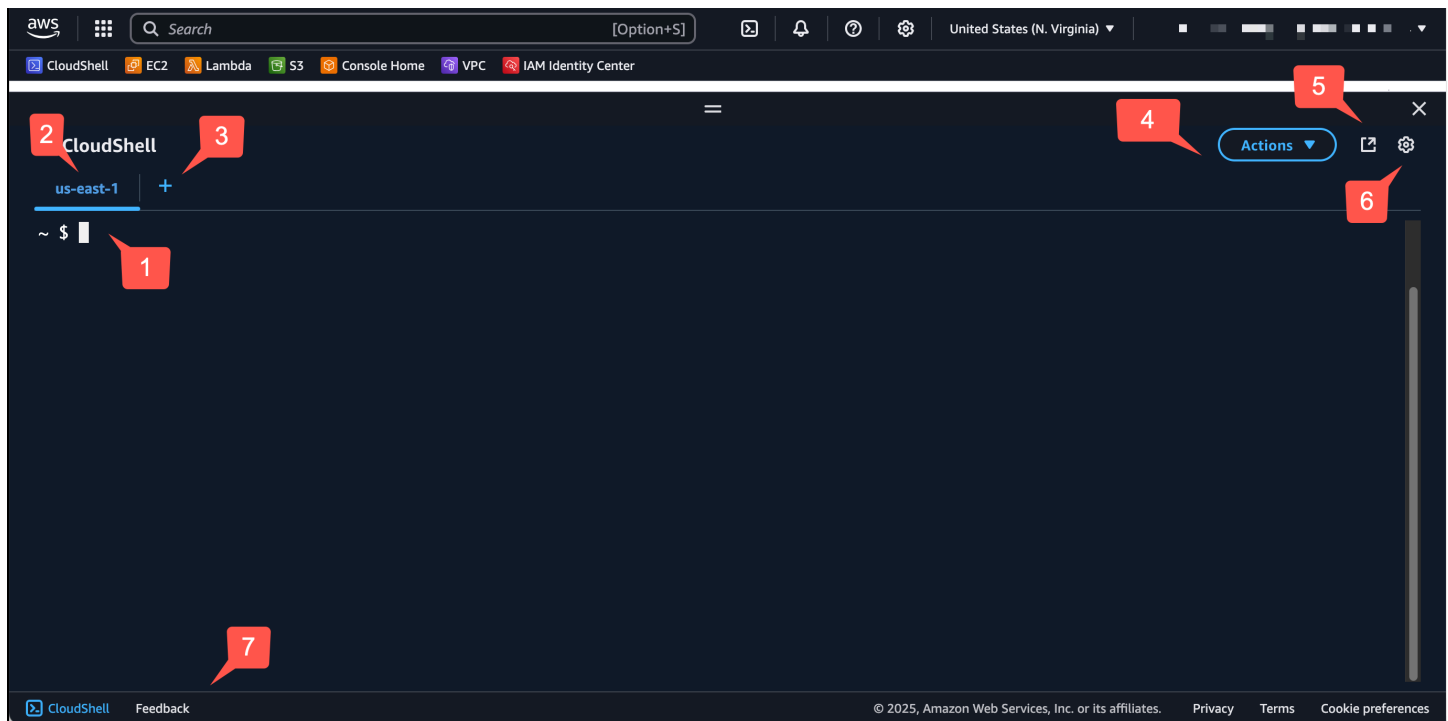 aws Search [Option+S] United States (N. Virginia) ▼
CloudShell EC2 Lambda S3 Console Home VPC IAM Identity Center
5
4
2 CloudShell 3 Actions ▼
us-east-1 +
6
~ $
1
7
CloudShell Feedback © 2025, Amazon Web Services, Inc. or its affiliates. Privacy Terms Cookie preferences